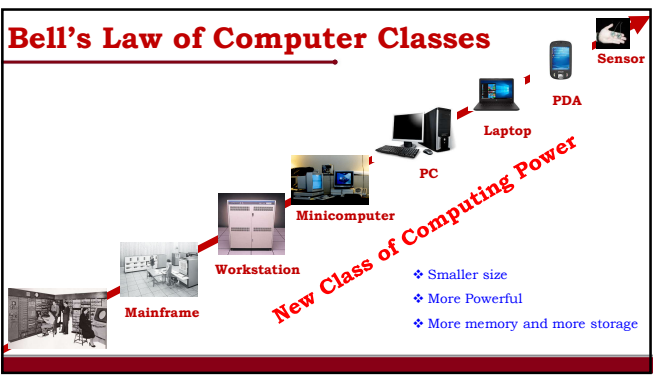 Bell's Law of Computer Classes
Sensor
PDA
Laptop
PC
Minicomputer
Workstation
Mainframe
New Class of Computing Power
❖ Smaller size
❖ More Powerful
❖ More memory and more storage